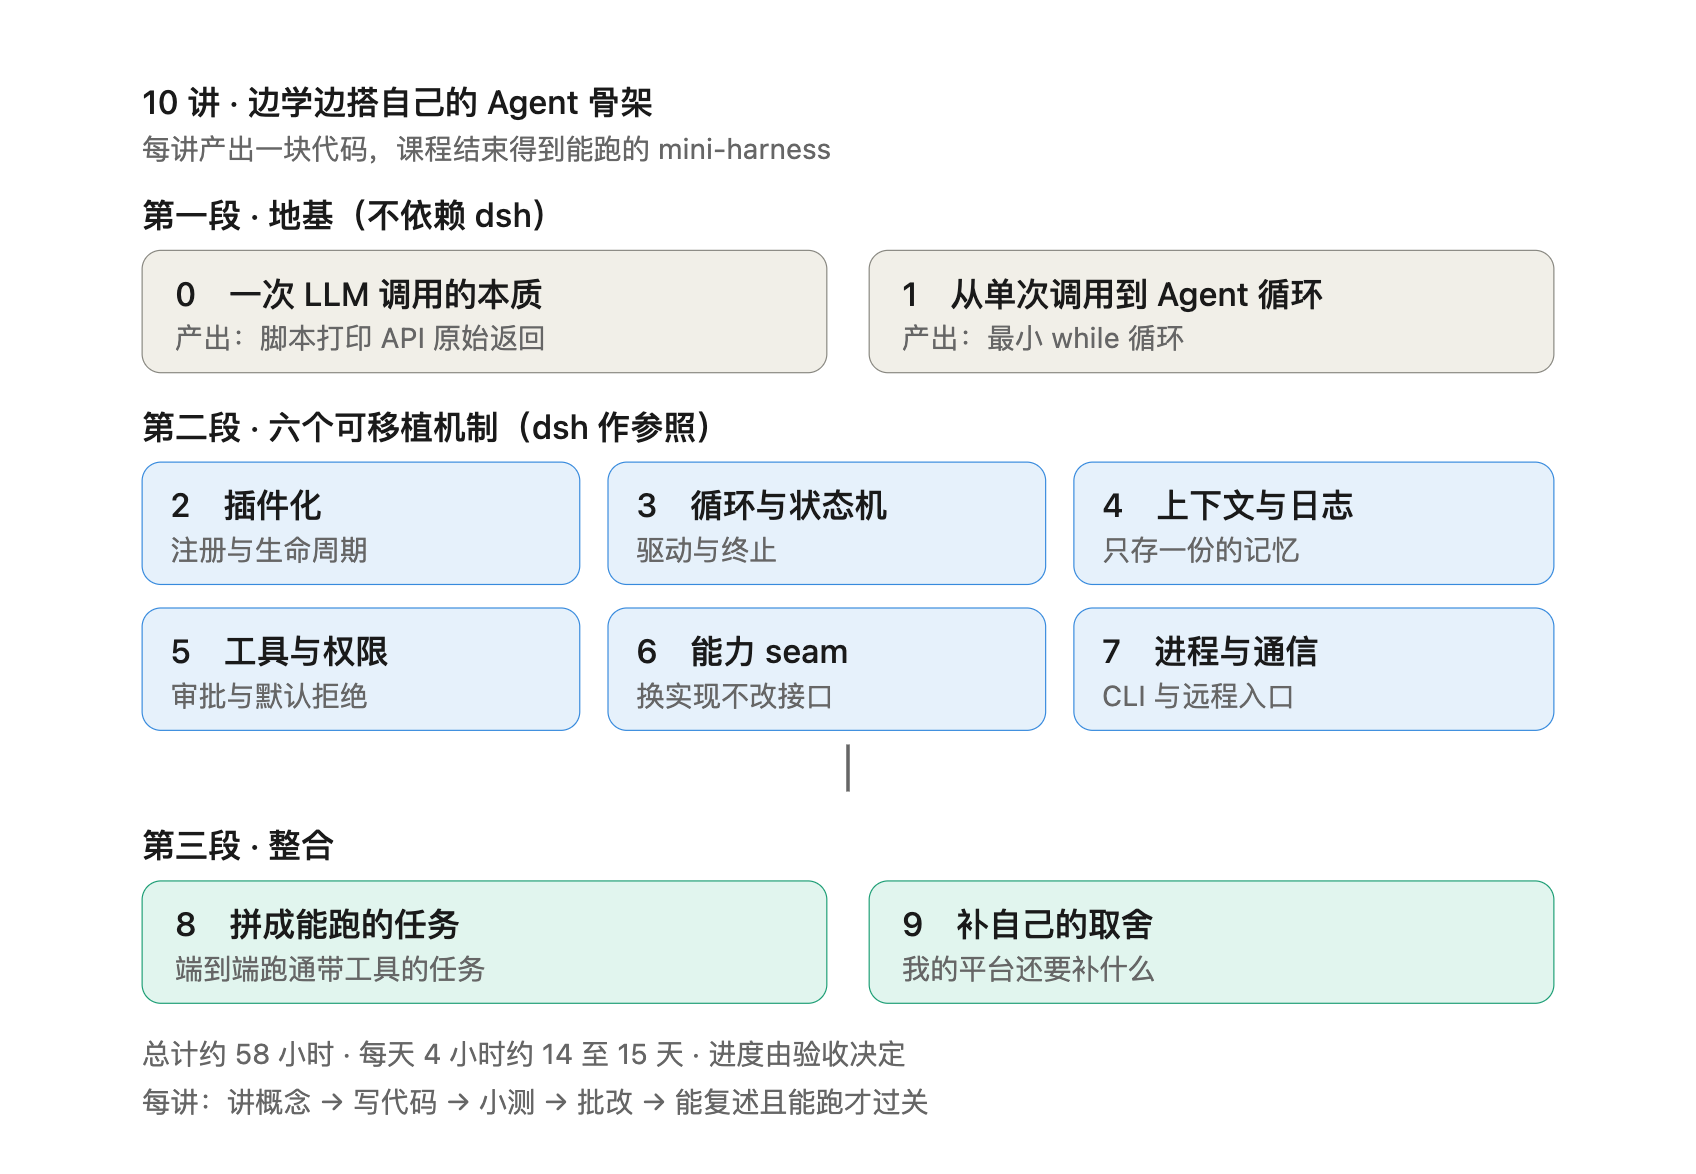 10 讲 · 边学边搭自己的 Agent 骨架
每讲产出一块代码，课程结束得到能跑的 mini-harness
第一段 · 地基（不依赖 dsh）
0 一次 LLM 调用的本质
产出：脚本打印 API 原始返回
1 从单次调用到 Agent 循环
产出：最小 while 循环
第二段 · 六个可移植机制（dsh 作参照）
2 插件化
注册与生命周期
3 循环与状态机
驱动与终止
4 上下文与日志
只存一份的记忆
5 工具与权限
审批与默认拒绝
6 能力 seam
换实现不改接口
7 进程与通信
CLI 与远程入口
第三段 · 整合
8 拼成能跑的任务
端到端跑通带工具的任务
9 补自己的取舍
我的平台还要补什么
总计约 58 小时 · 每天 4 小时约 14 至 15 天 · 进度由验收决定
每讲：讲概念 → 写代码 → 小测 → 批改 → 能复述且能跑才过关